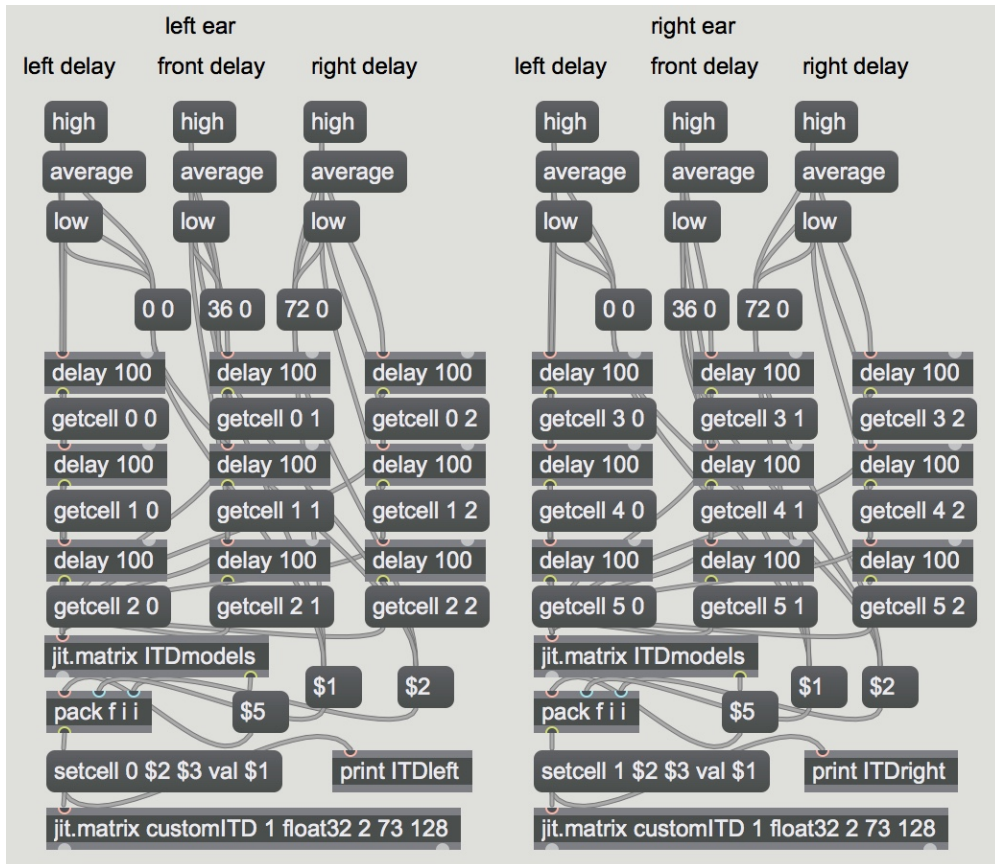 left ear
right ear
left delay front delay right delay
left delay front delay right delay
high high high
high high high
average average average
average average average
low low low
low low low
0 0 36 0 72 0
0 0 36 0 72 0
delay 100 delay 100 delay 100
delay 100 delay 100 delay 100
getcell 0 0 getcell 0 1 getcell 0 2
getcell 3 0 getcell 3 1 getcell 3 2
delay 100 delay 100 delay 100
delay 100 delay 100 delay 100
getcell 1 0 getcell 1 1 getcell 1 2
getcell 4 0 getcell 4 1 getcell 4 2
delay 100 delay 100 delay 100
delay 100 delay 100 delay 100
getcell 2 0 getcell 2 1 getcell 2 2
getcell 5 0 getcell 5 1 getcell 5 2
jit.matrix ITDmodels
jit.matrix ITDmodels
$1 $2
$1 $2
pack f i i $5
pack f i i $5
setcell 0 $2 $3 val $1 print ITDleft
setcell 1 $2 $3 val $1 print ITDright
jit.matrix customITD 1 float32 2 73 128
jit.matrix customITD 1 float32 2 73 128